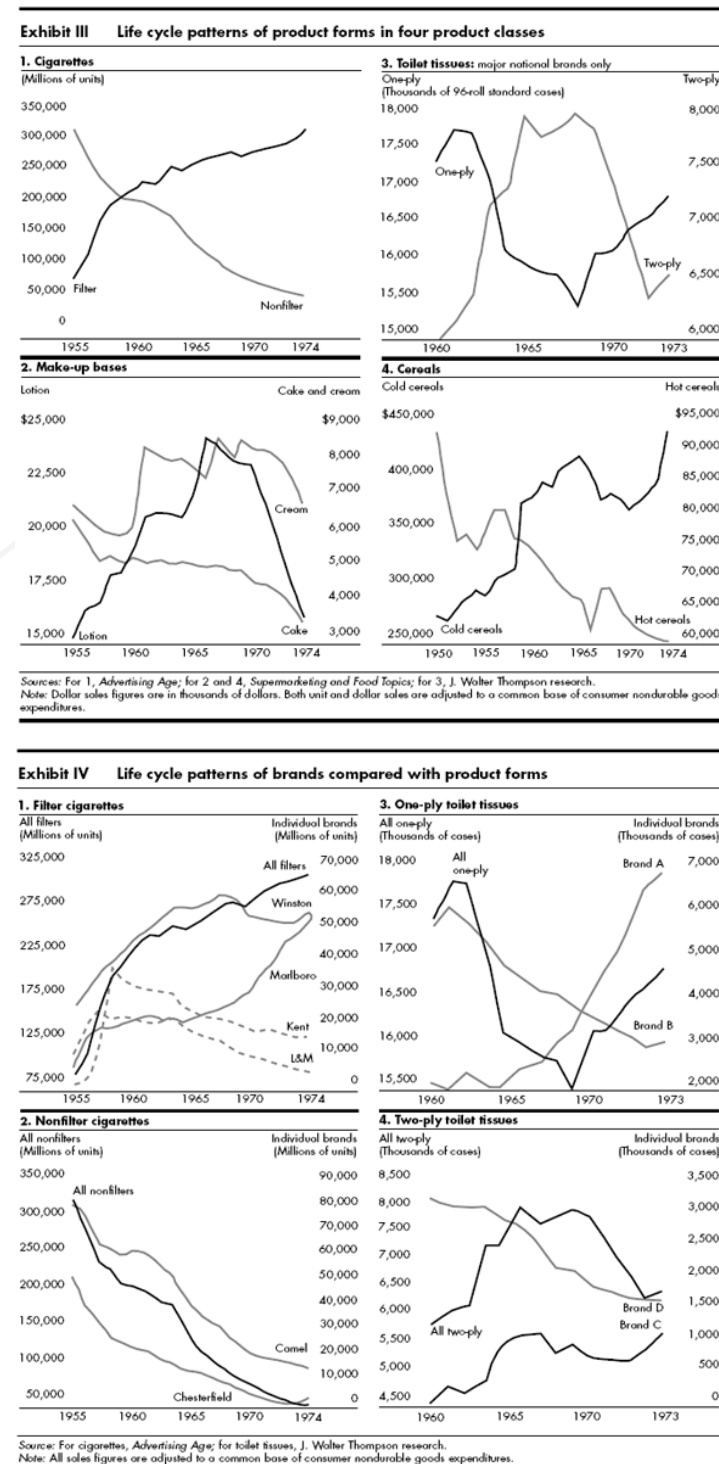 Exhibit III Life cycle patterns of product forms in four product classes
1. Cigarettes
(Millions of units)
350,000
300,000
250,000
200,000
150,000
100,000
50,000
0
Filter
Nonfilter
1955 1960 1965 1970 1974
3. Toilet tissues: major national brands only
One-ply Two-ply
(Thousands of 96-roll standard cases)
18,000 8,000
17,500 7,500
17,000 7,000
16,500
16,000 6,500
15,500
15,000 6,000
One-ply
Two-ply
1960 1965 1970 1973
2. Make-up bases
Lotion Cake and cream
$25,000 $9,000
22,500 8,000
20,000 7,000
17,500 6,000
15,000 5,000
4,000
3,000
Cream
Lotion
Cake
1955 1960 1965 1970 1974
4. Cereals
Cold cereals Hot cereals
$450,000 $95,000
400,000 90,000
350,000 85,000
300,000 80,000
250,000 75,000
70,000
65,000
60,000
Hot cereals
Cold cereals
1950 1955 1960 1965 1970 1974
Sources: For 1, Advertising Age; for 2 and 4, Supermarketing and Food Topics; for 3, J. Walter Thompson research.
Note: Dollar sales figures are in thousands of dollars. Both unit and dollar sales are adjusted to a common base of consumer nondurable goods
expenditures.
Exhibit IV Life cycle patterns of brands compared with product forms
1. Filter cigarettes
All filters Individual brands
(Millions of units) (Millions of units)
325,000 70,000
275,000 60,000
225,000 50,000
175,000 40,000
125,000 30,000
75,000 20,000
10,000
0
All filters
Winston
Marlboro
Kent
L&M
1955 1960 1965 1970 1974
3. One-ply toilet tissues
All one-ply Individual brands
(Thousands of cases) (Thousands of cases)
18,000 7,000
17,500 6,000
17,000 5,000
16,500 4,000
16,000 3,000
15,500 2,000
All
one-ply
Brand A
Brand B
1960 1965 1970 1973
2. Nonfilter cigarettes
All nonfilters Individual brands
(Millions of units) (Millions of units)
350,000 90,000
300,000 80,000
250,000 70,000
200,000 60,000
150,000 50,000
100,000 40,000
50,000 30,000
20,000
10,000
0
All nonfilters
Camel
Chesterfield
1955 1960 1965 1970 1974
4. Two-ply toilet tissues
All two-ply Individual brands
(Thousands of cases) (Thousands of cases)
8,500 3,500
8,000 3,000
7,500 2,500
7,000 2,000
6,500 1,500
6,000 1,000
5,500 500
5,000 0
4,500
Brand D
All two-ply
Brand C
1960 1965 1970 1973
Source: For cigarettes, Advertising Age; for toilet tissues, J. Walter Thompson research.
Note: All sales figures are adjusted to a common base of consumer nondurable goods expenditures.